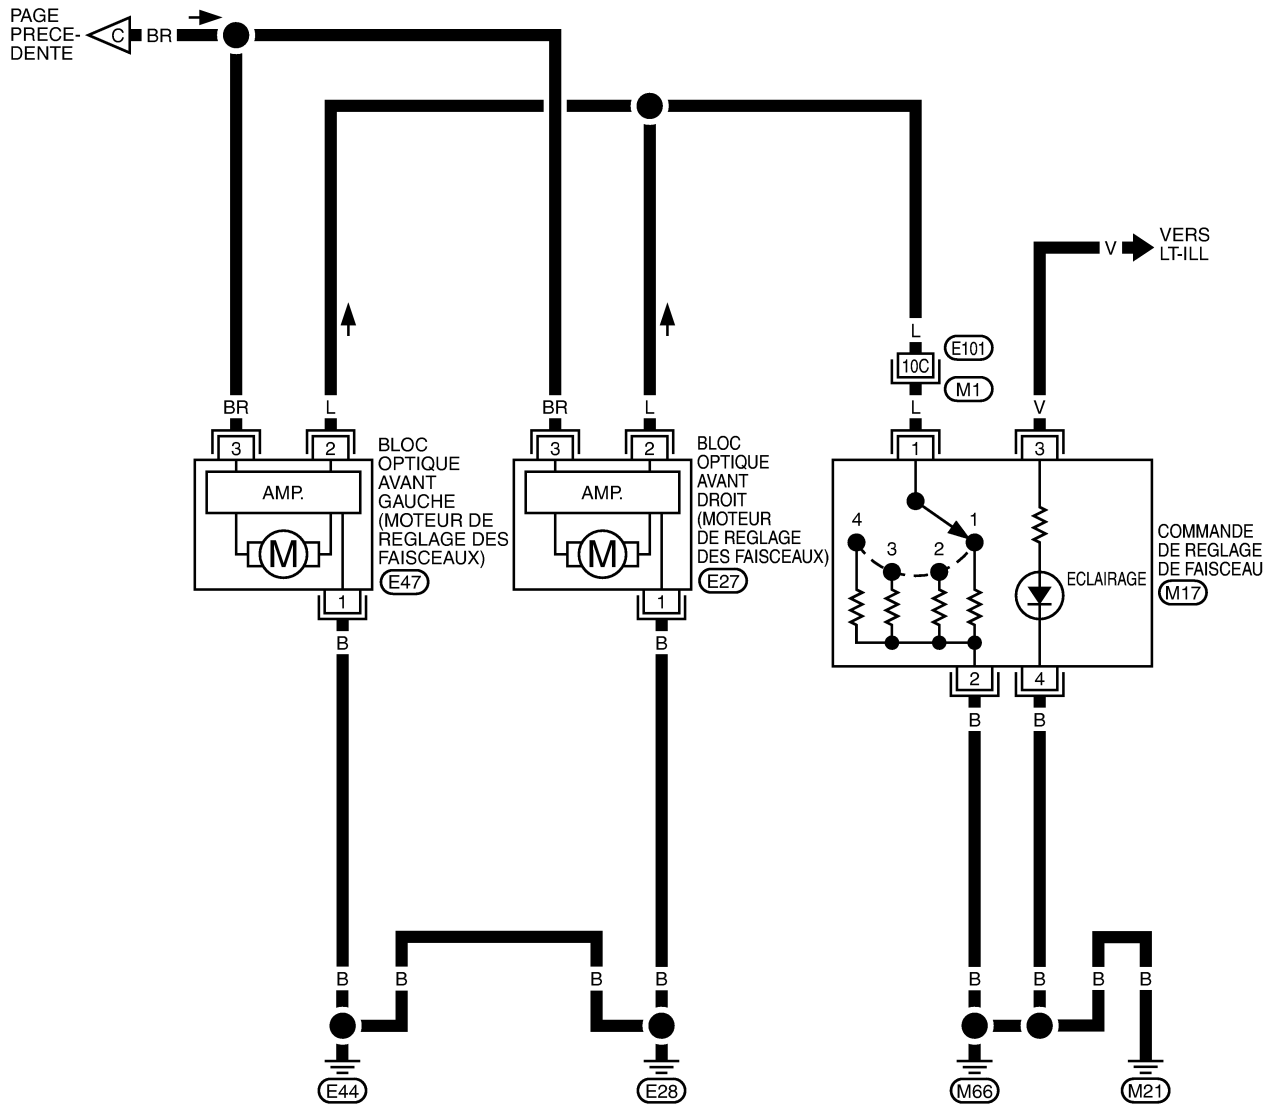 PAGE
PRECE-
DENTE
C
BR
VERS
LT-ILL
V
L
E101
10C
M1
BR
L
BR
L
L
V
3
2
3
2
1
3
BLOC
OPTIQUE
AVANT
GAUCHE
(MOTEUR DE
REGLAGE DES
FAISCEAUX)
E47
BLOC
OPTIQUE
AVANT
DROIT
(MOTEUR
DE REGLAGE
DES FAISCEAUX)
E27
AMP.
M
1
AMP.
M
1
4
3
2
1
ECLAIRAGE
COMMANDE
DE REGLAGE
DE FAISCEAU
M17
2
4
B
B
B
B
B
B
B
B
B
B
B
B
E44
E28
M66
M21